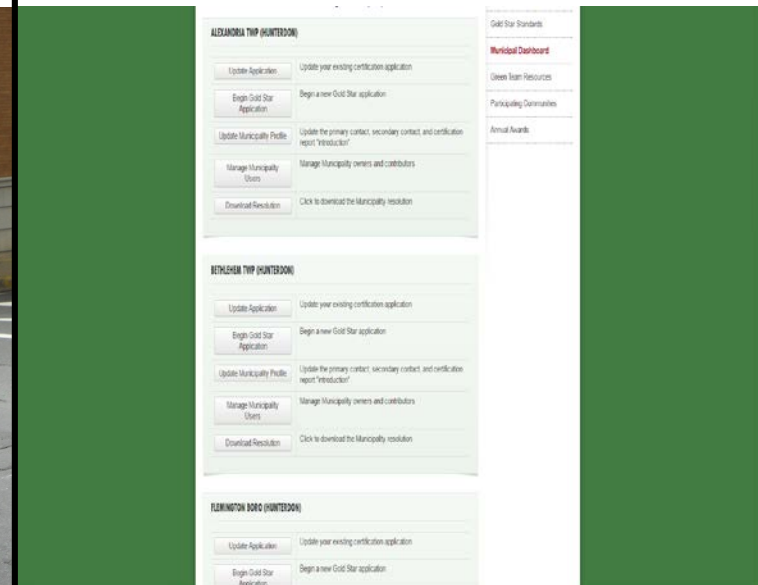 ALEXANDRIA TWP (HUNTERDON)
Update Application
Update your existing certification application
Begin Gold Star
Application
Begin a new Gold Star application
Update Municipality Profile
Update the primary contact, secondary contact, and certification
report "introduction"
Manage Municipality
Users
Manage Municipality owners and contributors
Download Resolution
Click to download the Municipality resolution
BETHLEHEM TWP (HUNTERDON)
Update Application
Update your existing certification application
Begin Gold Star
Application
Begin a new Gold Star application
Update Municipality Profile
Update the primary contact, secondary contact, and certification
report "introduction"
Manage Municipality
Users
Manage Municipality owners and contributors
Download Resolution
Click to download the Municipality resolution
FLEMINGTON BORO (HUNTERDON)
Update Application
Update your existing certification application
Begin Gold Star
Application
Begin a new Gold Star application
Gold Star Standards
Municipal Dashboard
Green Team Resources
Participating Communities
Annual Awards